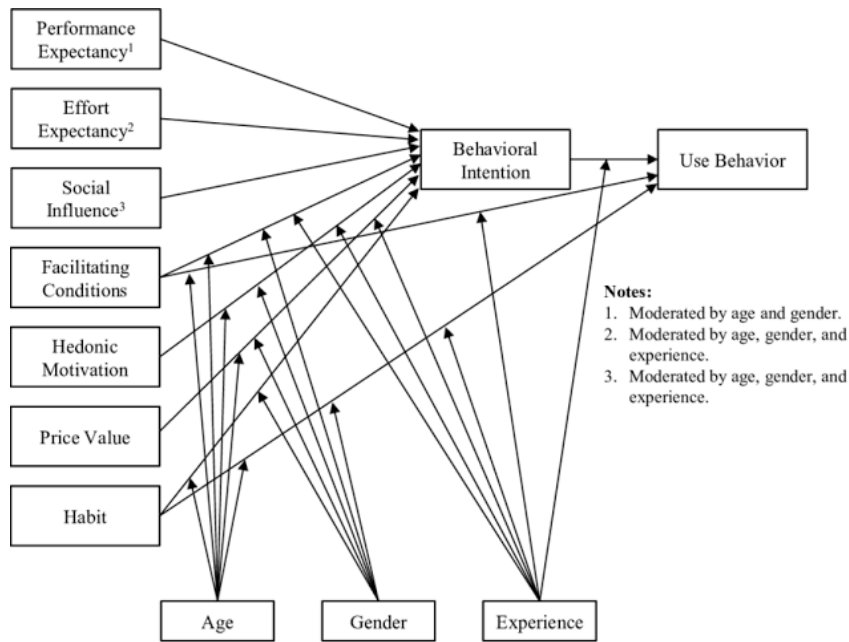 Performance
Expectancy1
Effort
Expectancy2
Social
Influence3
Facilitating
Conditions
Hedonic
Motivation
Price Value
Habit
Behavioral
Intention
Use Behavior
Notes:
1. Moderated by age and gender.
2. Moderated by age, gender, and
experience.
3. Moderated by age, gender, and
experience.
Age
Gender
Experience